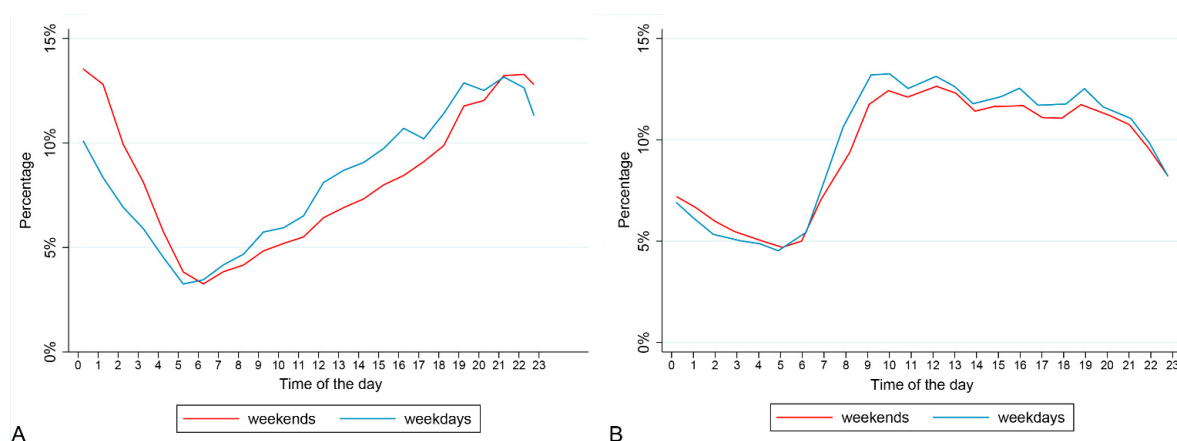 15%
10%
5%
0%
Percentage
0 1 2 3 4 5 6 7 8 9 10 11 12 13 14 15 16 17 18 19 20 21 22 23
Time of the day
weekends weekdays
A
15%
10%
5%
0%
Percentage
0 1 2 3 4 5 6 7 8 9 10 11 12 13 14 15 16 17 18 19 20 21 22 23
Time of the day
weekends weekdays
B